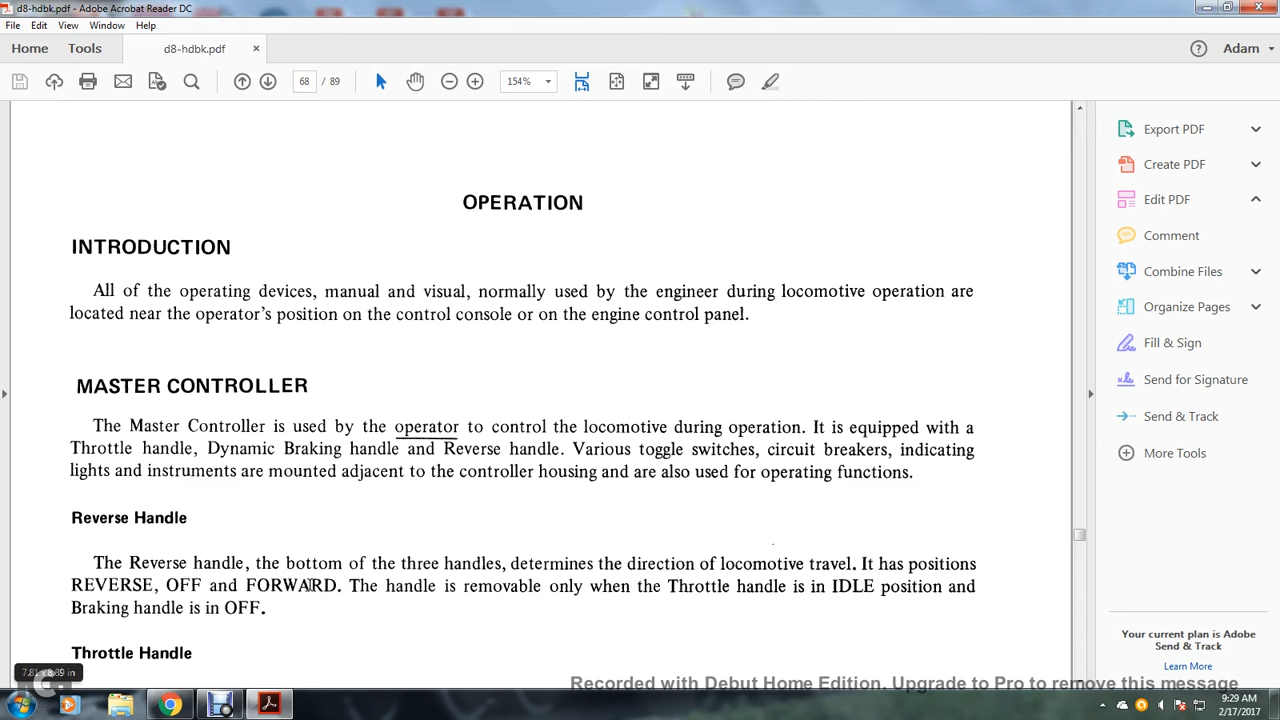 d8-hdbk.pdf - Adobe Acrobat Reader DC
File Edit View Window Help
Home Tools d8-hdbk.pdf × Adam
68 / 89 154%
OPERATION
INTRODUCTION
All of the operating devices, manual and visual, normally used by the engineer during locomotive operation are
located near the operator's position on the control console or on the engine control panel.
MASTER CONTROLLER
The Master Controller is used by the operator to control the locomotive during operation. It is equipped with a
Throttle handle, Dynamic Braking handle and Reverse handle. Various toggle switches, circuit breakers, indicating
lights and instruments are mounted adjacent to the controller housing and are also used for operating functions.
Reverse Handle
The Reverse handle, the bottom of the three handles, determines the direction of locomotive travel. It has positions
REVERSE, OFF and FORWARD. The handle is removable only when the Throttle handle is in IDLE position and
Braking handle is in OFF.
Throttle Handle
7.81 x 8.89 in
Export PDF
Create PDF
Edit PDF
Comment
Combine Files
Organize Pages
Fill & Sign
Send for Signature
Send & Track
More Tools
Your current plan is Adobe
Send & Track
Learn More
Recorded with Debut Home Edition. Upgrade to Pro to remove this message
9:29 AM
2/17/2017